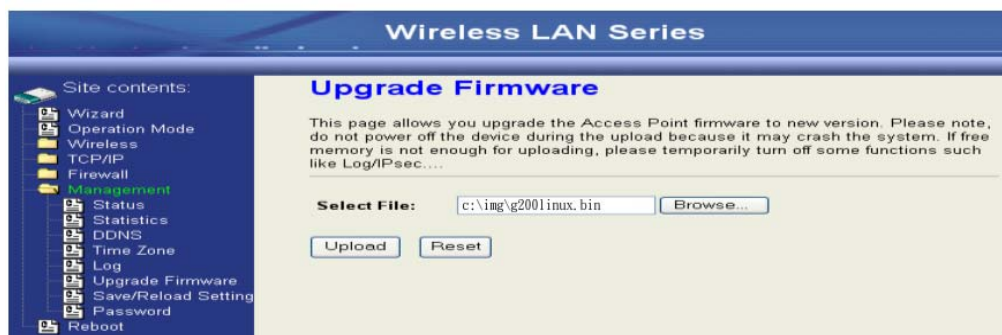 Wireless LAN Series
Site contents:
Wizard
Operation Mode
Wireless
TCP/IP
Firewall
Management
Status
Statistics
DDNS
Time Zone
Log
Upgrade Firmware
Save/Reload Setting
Password
Reboot
Upgrade Firmware
This page allows you upgrade the Access Point firmware to new version. Please note,
do not power off the device during the upload because it may crash the system. If free
memory is not enough for uploading, please temporarily turn off some functions such
like Log/IPsec....
Select File: c:\img\g200linux.bin Browse...
Upload Reset